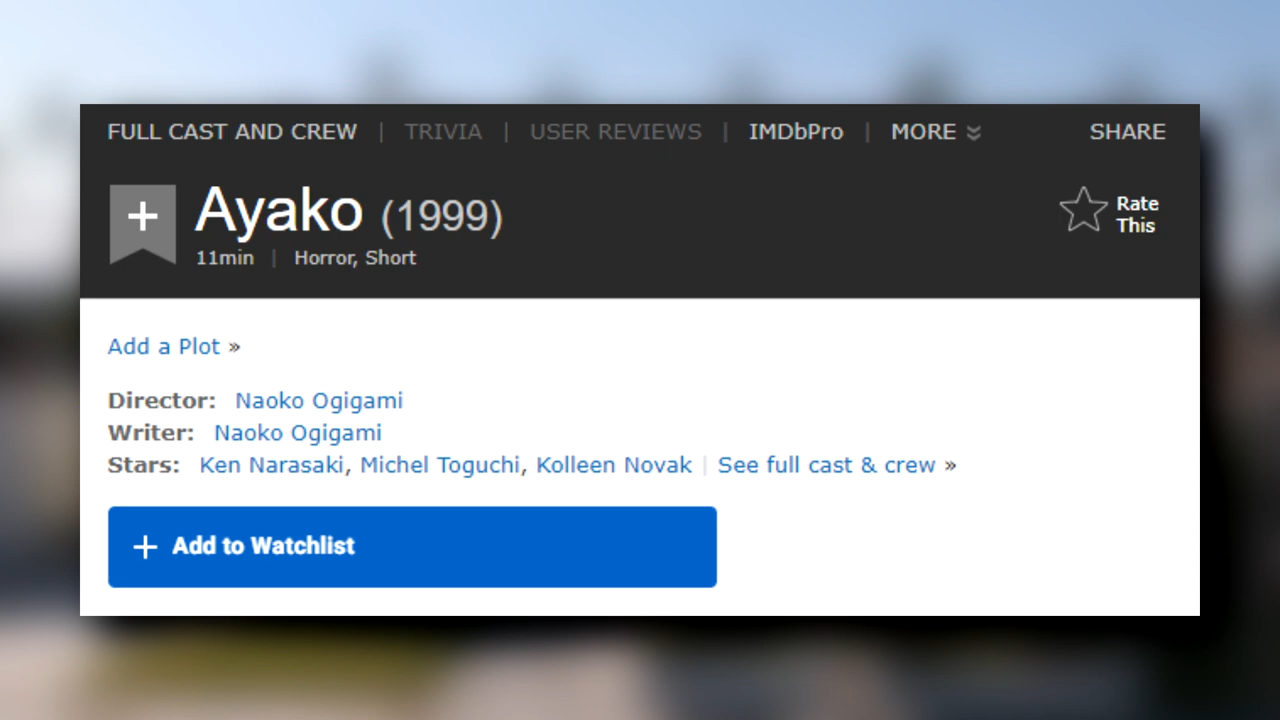 FULL CAST AND CREW | TRIVIA | USER REVIEWS | IMDbPro | MORE SHARE
Ayako (1999)
Rate
This
11min | Horror, Short
Add a Plot »
Director: Naoko Ogigami
Writer: Naoko Ogigami
Stars: Ken Narasaki, Michel Toguchi, Kolleen Novak | See full cast & crew »
+ Add to Watchlist